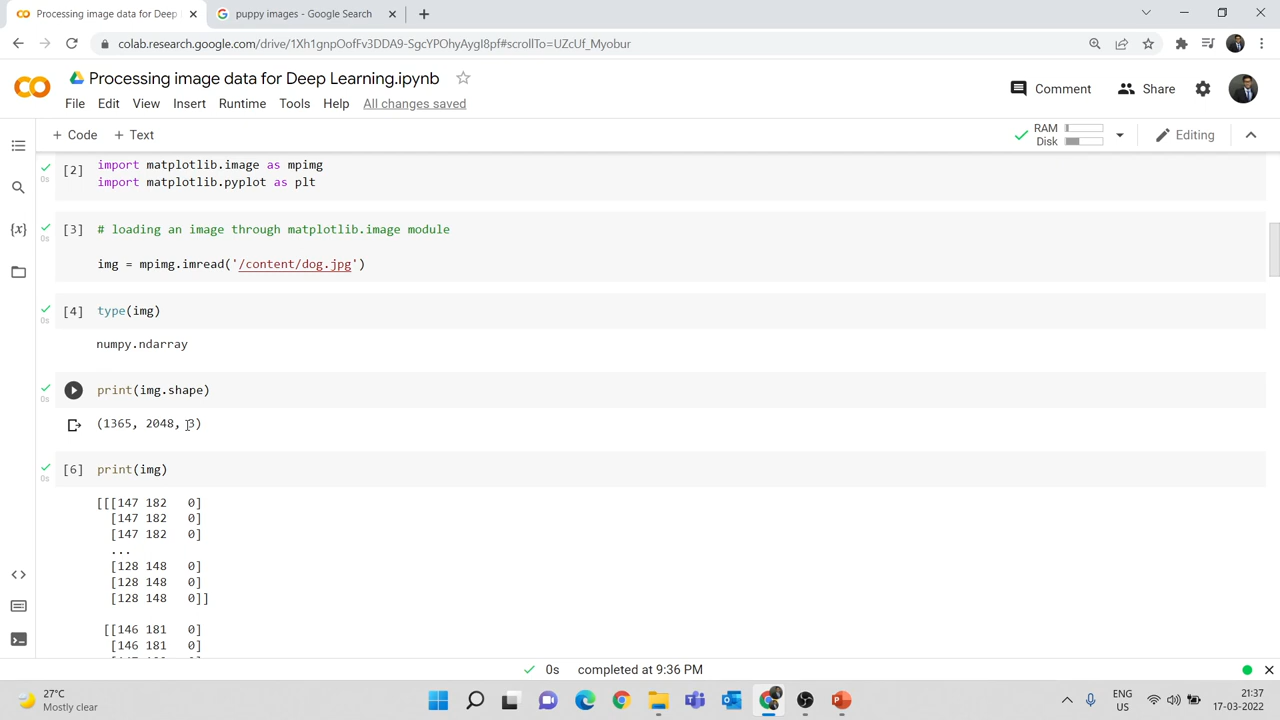 Processing image data for D
puppy images - Google Search
colab.research.google.com/drive/1Xh1gnpOofFv3DDA9-SgcYPOhyAygI8pf#scrollTo=UZcUf_Myobur
Processing image data for Deep Learning.ipynb
File Edit View Insert Runtime Tools Help All changes saved
Comment
Share
+ Code + Text
RAM
Disk
Editing
[2] import matplotlib.image as mpimg
0s
import matplotlib.pyplot as plt
[3] # loading an image through matplotlib.image module
0s
img = mpimg.imread('/content/dog.jpg')
[4] type(img)
0s
numpy.ndarray
print(img.shape)
0s
(1365, 2048, 3)
[6] print(img)
0s
[[[147 182 0]
[147 182 0]
[147 182 0]
...
[128 148 0]
[128 148 0]
[128 148 0]]
[[146 181 0]
[146 181 0]
0s completed at 9:36 PM
27°C
Mostly clear
ENG
US
21:37
17-03-2022